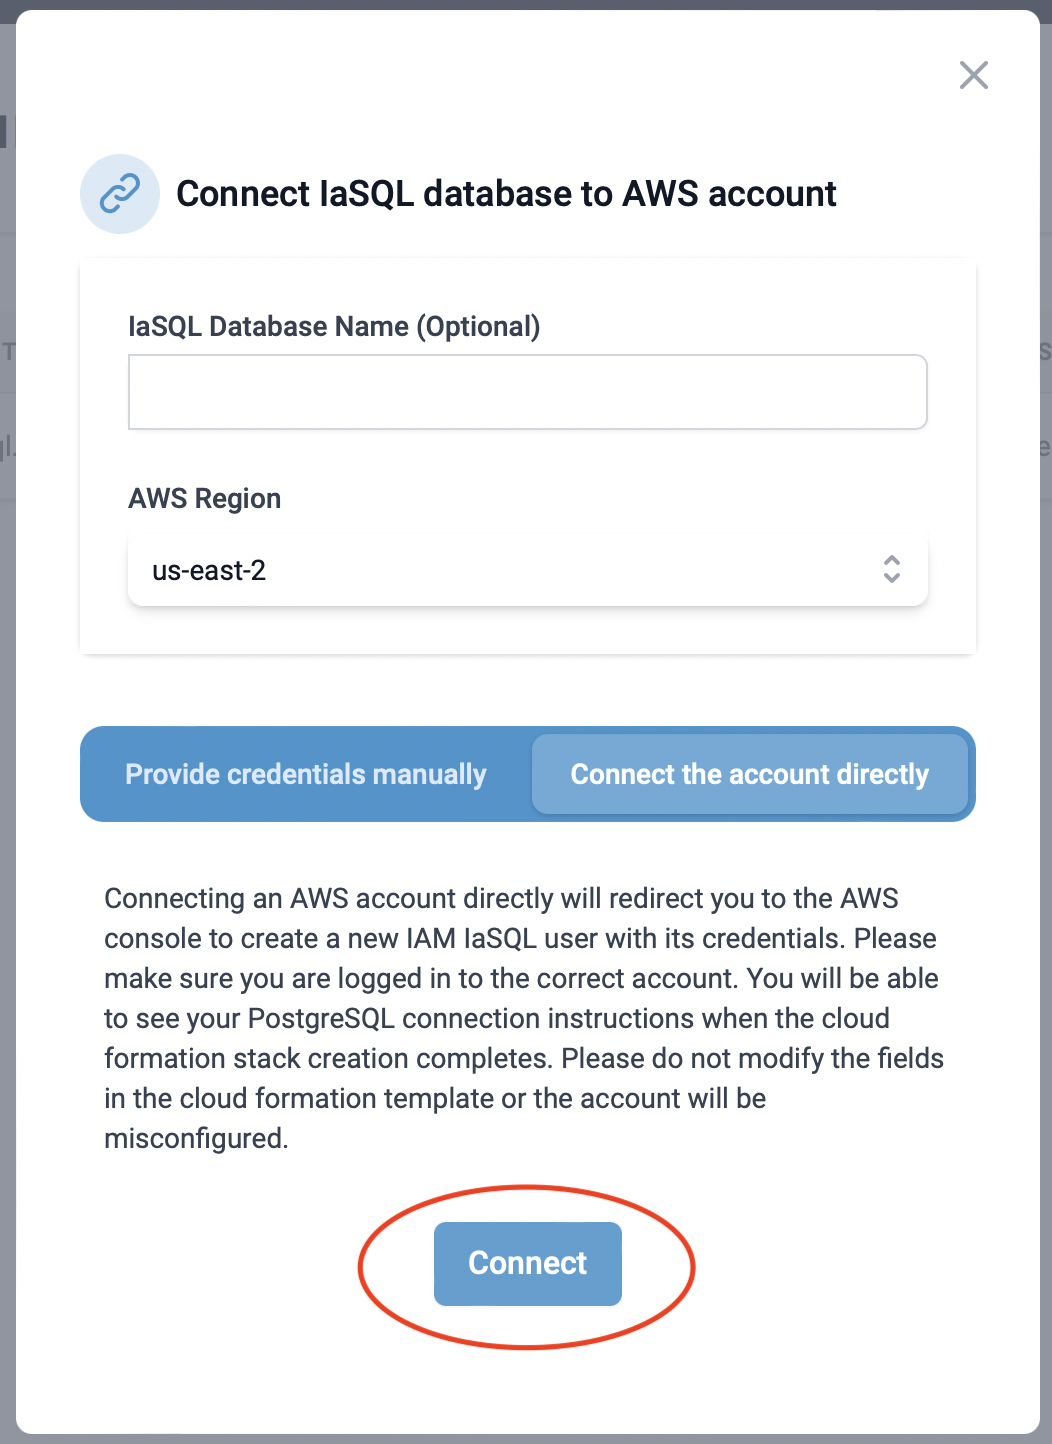 Connect IaSQL database to AWS account
IaSQL Database Name (Optional)
AWS Region
us-east-2
Provide credentials manually
Connect the account directly
Connecting an AWS account directly will redirect you to the AWS
console to create a new IAM IaSQL user with its credentials. Please
make sure you are logged in to the correct account. You will be able
to see your PostgreSQL connection instructions when the cloud
formation stack creation completes. Please do not modify the fields
in the cloud formation template or the account will be
misconfigured.
Connect